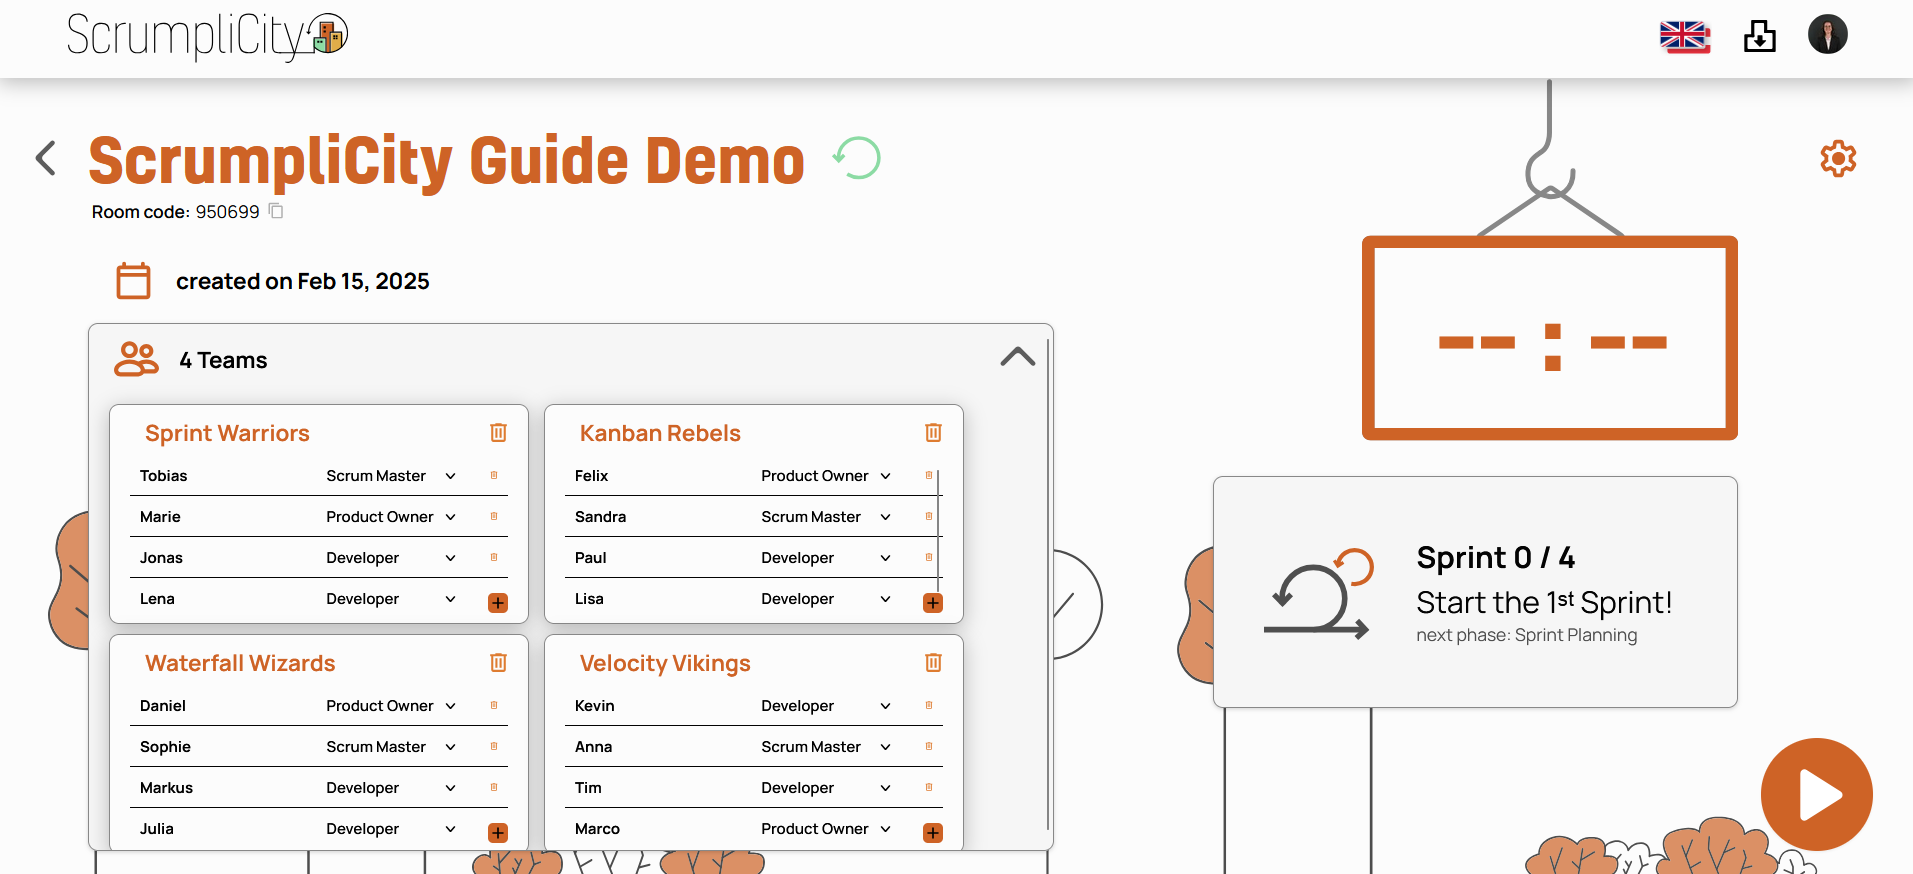 ScrumpliCity
ScrumpliCity Guide Demo
Room code: 950699
created on Feb 15, 2025
4 Teams
Sprint Warriors
Tobias Scrum Master
Marie Product Owner
Jonas Developer
Lena Developer
Kanban Rebels
Felix Product Owner
Sandra Scrum Master
Paul Developer
Lisa Developer
Waterfall Wizards
Daniel Product Owner
Sophie Scrum Master
Markus Developer
Julia Developer
Velocity Vikings
Kevin Developer
Anna Scrum Master
Tim Developer
Marco Product Owner
-- : --
Sprint 0 / 4
Start the 1st Sprint!
next phase: Sprint Planning